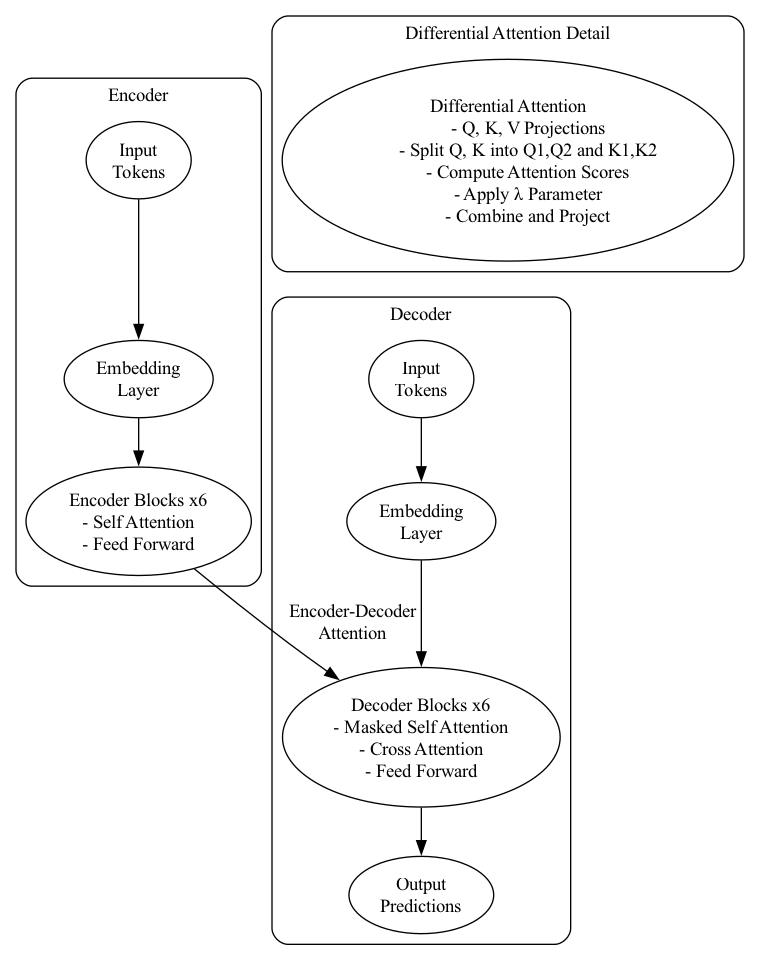 Differential Attention Detail
Differential Attention
- Q, K, V Projections
- Split Q, K into Q1,Q2 and K1,K2
- Compute Attention Scores
- Apply λ Parameter
- Combine and Project
Encoder
Input
Tokens
Embedding
Layer
Encoder Blocks x6
- Self Attention
- Feed Forward
Decoder
Input
Tokens
Embedding
Layer
Encoder-Decoder
Attention
Decoder Blocks x6
- Masked Self Attention
- Cross Attention
- Feed Forward
Output
Predictions